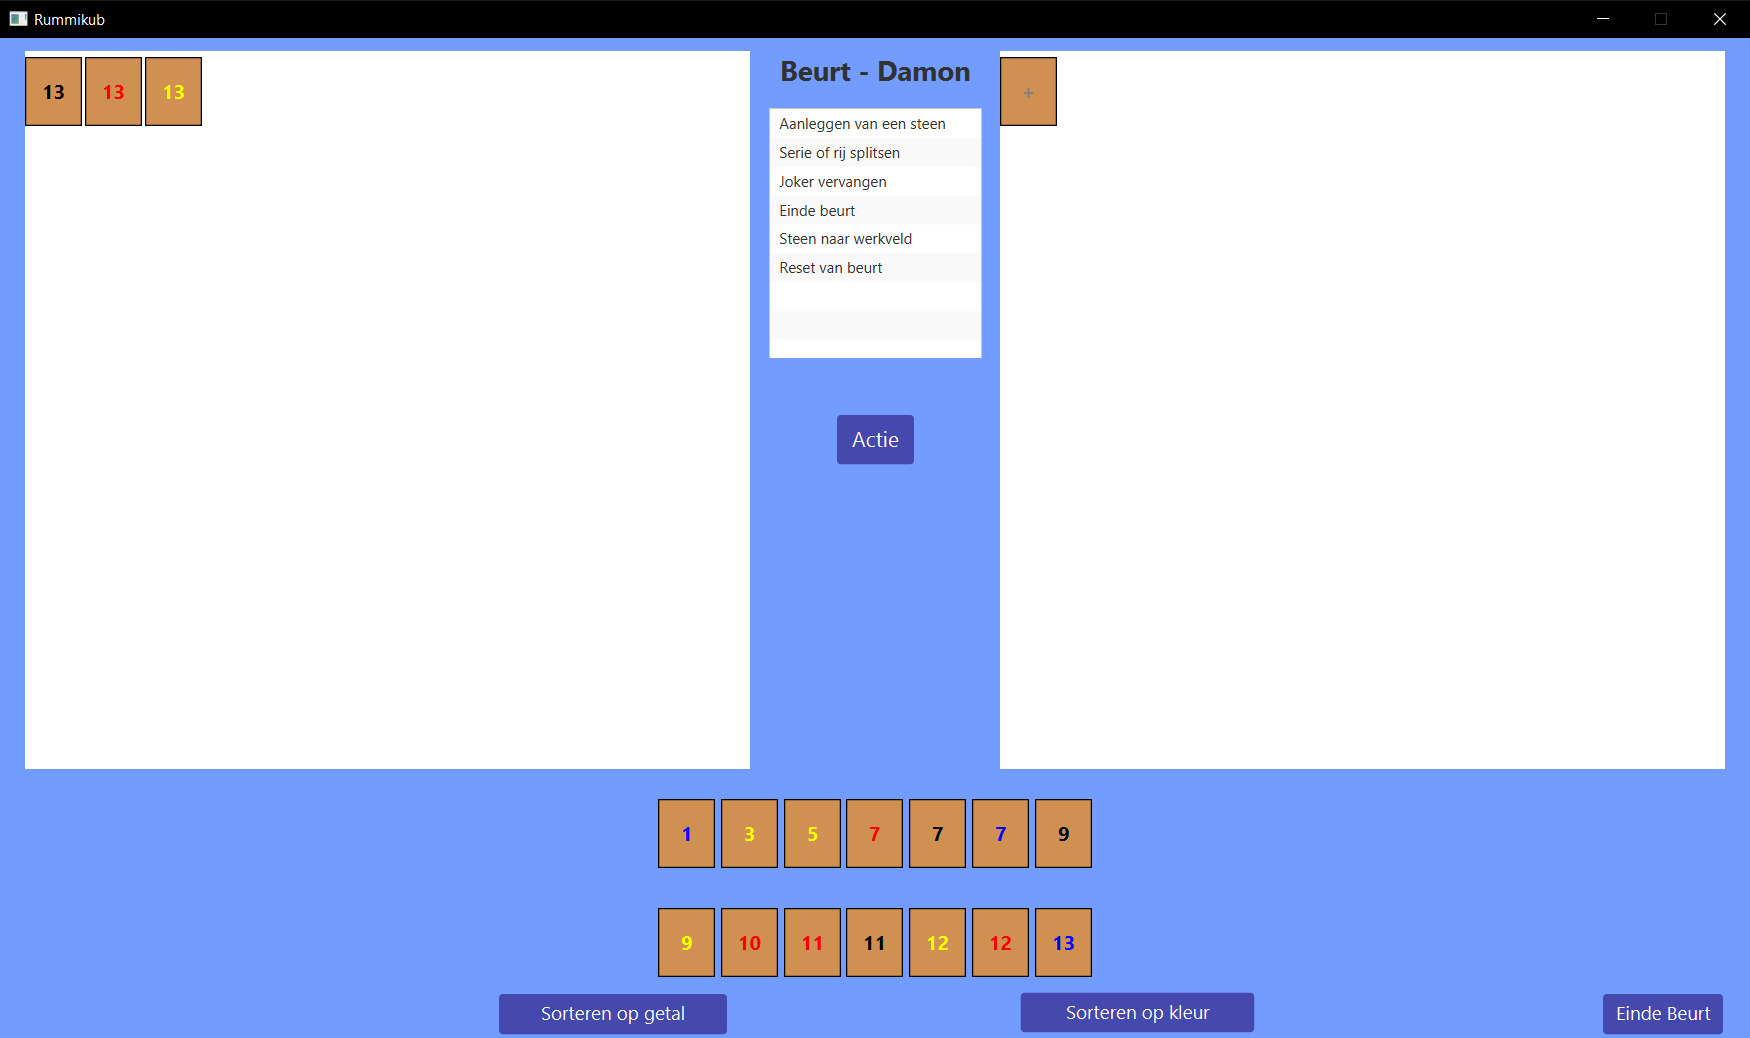 Rummikub
13 13 13
Beurt - Damon
Aanleggen van een steen
Serie of rij splitsen
Joker vervangen
Einde beurt
Steen naar werkveld
Reset van beurt
Actie
+
1 3 5 7 7 7 9
9 10 11 11 12 12 13
Sorteren op getal
Sorteren op kleur
Einde Beurt